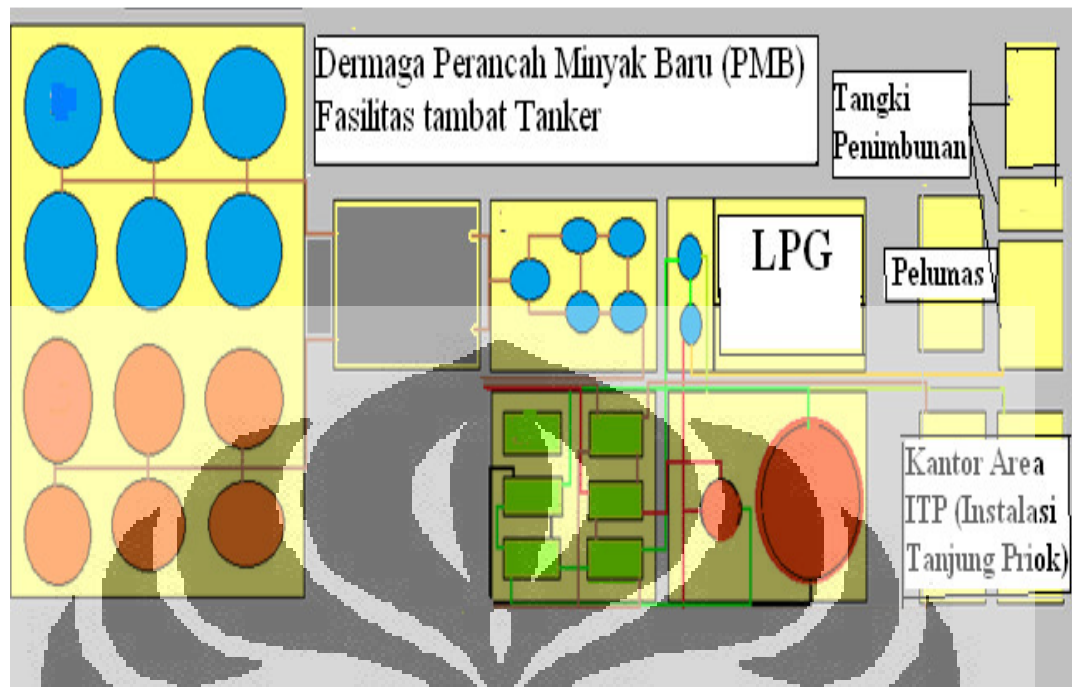 Dermaga Perancah Minyak Baru (PMB)
Fasilitas tambat Tanker
Tangki
Penimbunan
LPG
Pelumas
Kantor Area
ITP (Instalasi
Tanjung Priok)